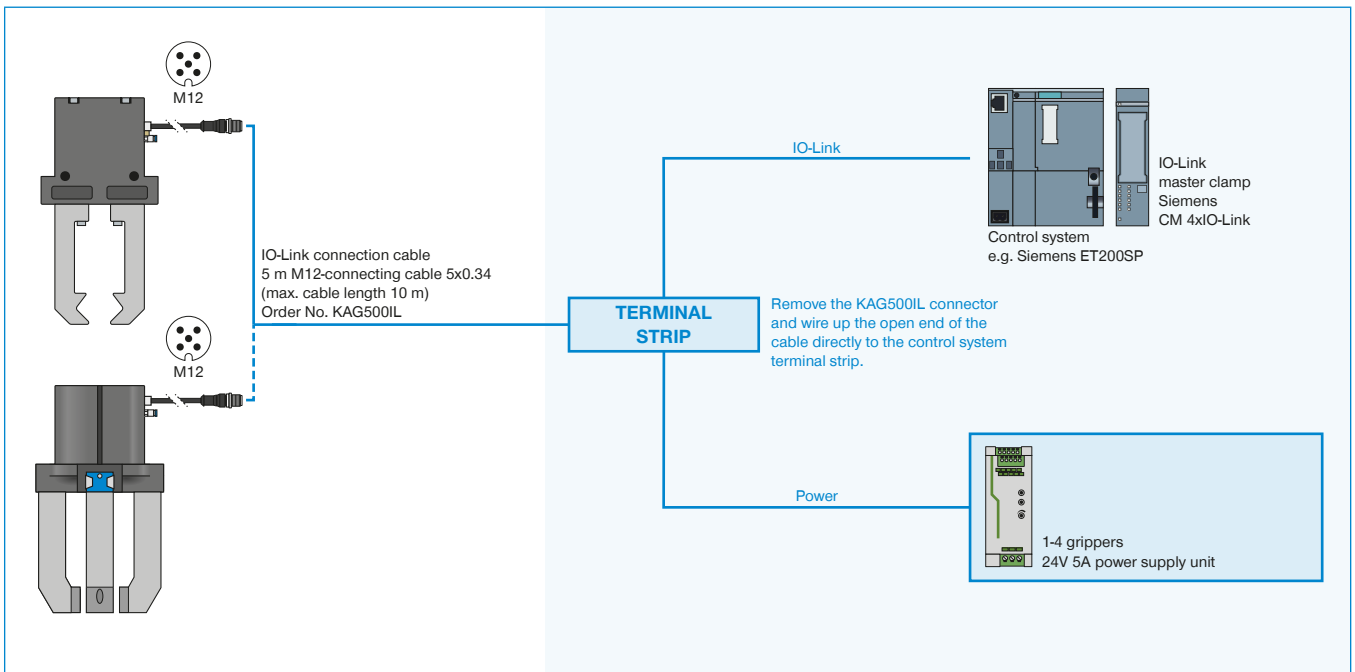 M12
IO-Link connection cable
5 m M12-connecting cable 5x0.34
(max. cable length 10 m)
Order No. KAG500IL
M12
IO-Link
TERMINAL
STRIP
Remove the KAG500IL connector
and wire up the open end of the
cable directly to the control system
terminal strip.
Control system
e.g. Siemens ET200SP
IO-Link
master clamp
Siemens
CM 4xIO-Link
Power
1-4 grippers
24V 5A power supply unit